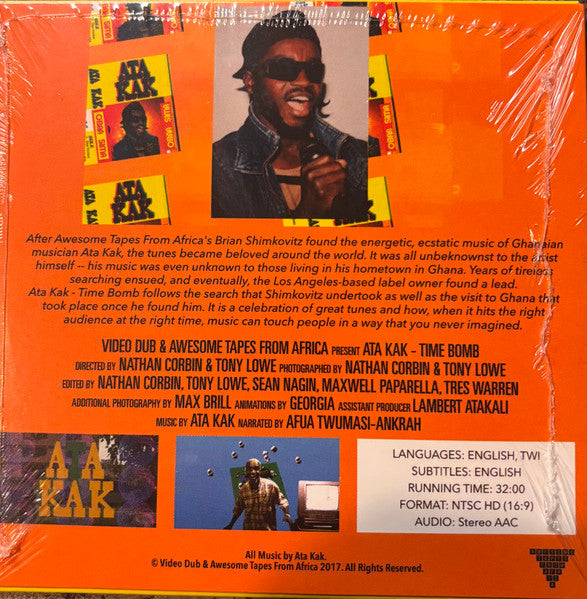 ATA
KAK
OBAA SIMA
ATA
KAK
After Awesome Tapes From Africa's Brian Shimkovitz found the energetic, ecstatic music of Ghanaian
musician Ata Kak, the tunes became beloved around the world. It was all unbeknownst to the artist
himself -- his music was even unknown to those living in his hometown in Ghana. Years of tireless
searching ensued, and eventually, the Los Angeles-based label owner found a lead.
Ata Kak - Time Bomb follows the search that Shimkovitz undertook as well as the visit to Ghana that
took place once he found him. It is a celebration of great tunes and how, when it hits the right
audience at the right time, music can touch people in a way that you never imagined.
VIDEO DUB & AWESOME TAPES FROM AFRICA PRESENT ATA KAK - TIME BOMB
DIRECTED BY NATHAN CORBIN & TONY LOWE PHOTOGRAPHED BY NATHAN CORBIN & TONY LOWE
EDITED BY NATHAN CORBIN, TONY LOWE, SEAN NAGIN, MAXWELL PAPARELLA, TRES WARREN
ADDITIONAL PHOTOGRAPHY BY MAX BRILL ANIMATIONS BY GEORGIA ASSISTANT PRODUCER LAMBERT ATAKALI
MUSIC BY ATA KAK NARRATED BY AFUA TWUMASI-ANKRAH
ATA
KAK
LANGUAGES: ENGLISH, TWI
SUBTITLES: ENGLISH
RUNNING TIME: 32:00
FORMAT: NTSC HD (16:9)
AUDIO: Stereo AAC
All Music by Ata Kak.
© Video Dub & Awesome Tapes From Africa 2017. All Rights Reserved.
AWESOME
TAPES
FROM
AFR
IC
A